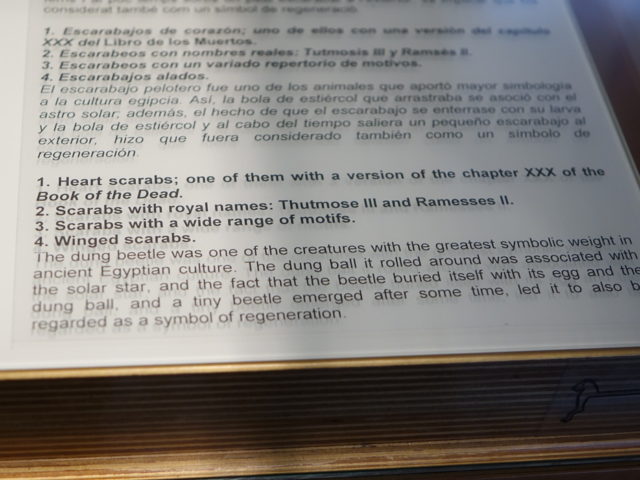 considerat també com un símbol de regeneració.
1. Escarabajos de corazón; uno de ellos con una versión del capítulo
XXX del Libro de los Muertos.
2. Escarabeos con nombres reales: Tutmosis III y Ramsés II.
3. Escarabeos con un variado repertorio de motivos.
4. Escarabajos alados.
El escarabajo pelotero fue uno de los animales que aportó mayor simbología
a la cultura egipcia. Así, la bola de estiércol que arrastraba se asoció con el
astro solar; además, el hecho de que el escarabajo se enterrase con su larva
y la bola de estiércol y al cabo del tiempo saliera un pequeño escarabajo al
exterior, hizo que fuera considerado también como un símbolo de
regeneración.
1. Heart scarabs; one of them with a version of the chapter XXX of the
Book of the Dead.
2. Scarabs with royal names: Thutmose III and Ramesses II.
3. Scarabs with a wide range of motifs.
4. Winged scarabs.
The dung beetle was one of the creatures with the greatest symbolic weight in
ancient Egyptian culture. The dung ball it rolled around was associated with
the solar star, and the fact that the beetle buried itself with its egg and the
dung ball, and a tiny beetle emerged after some time, led it to also b
regarded as a symbol of regeneration.